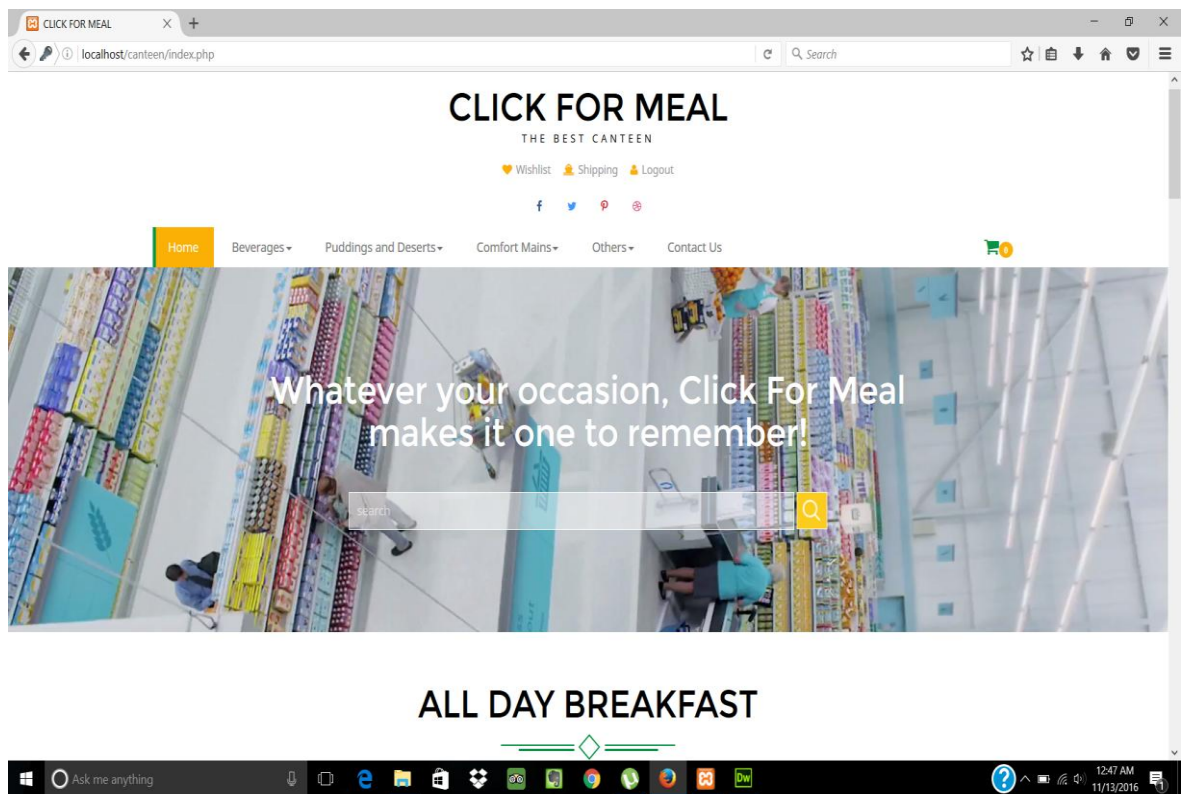 CLICK FOR MEAL
localhost/canteen/index.php
Search
CLICK FOR MEAL
THE BEST CANTEEN
Wishlist Shipping Logout
Home Beverages Puddings and Deserts Comfort Mains Others Contact Us 0
Whatever your occasion, Click For Meal
makes it one to remember!
search
ALL DAY BREAKFAST
Ask me anything
Dw
12:47 AM
11/13/2016
1